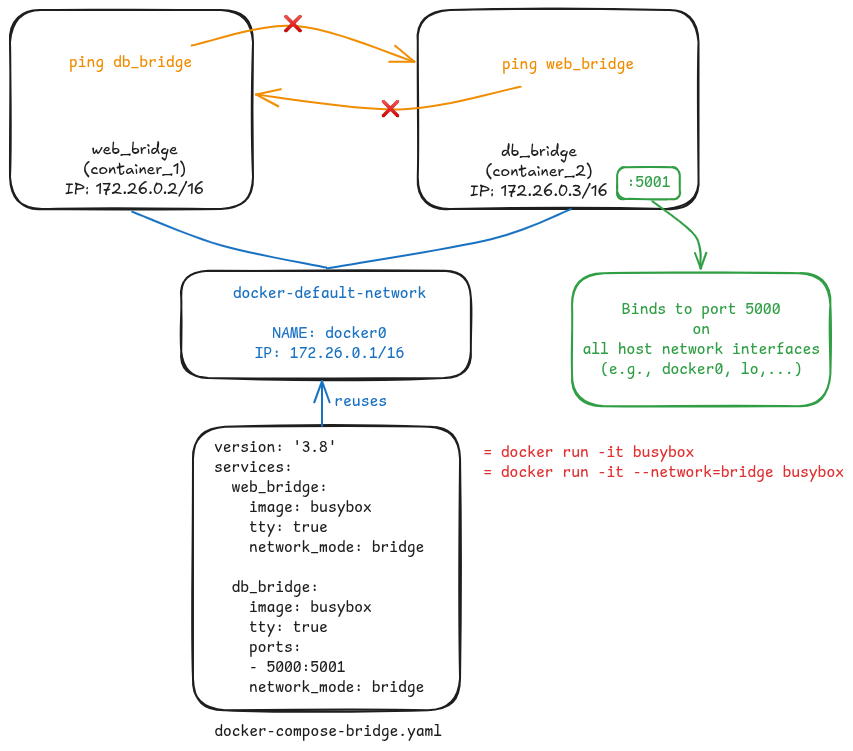 ping db_bridge
web_bridge
(container_1)
IP: 172.26.0.2/16
ping web_bridge
db_bridge
(container_2)
IP: 172.26.0.3/16
:5001
docker-default-network
NAME: docker0
IP: 172.26.0.1/16
Binds to port 5000
on
all host network interfaces
(e.g., docker0, lo,...)
reuses
version: '3.8'
services:
  web_bridge:
    image: busybox
    tty: true
    network_mode: bridge
  db_bridge:
    image: busybox
    tty: true
    ports:
    - 5000:5001
    network_mode: bridge
= docker run -it busybox
= docker run -it --network=bridge busybox
docker-compose-bridge.yaml